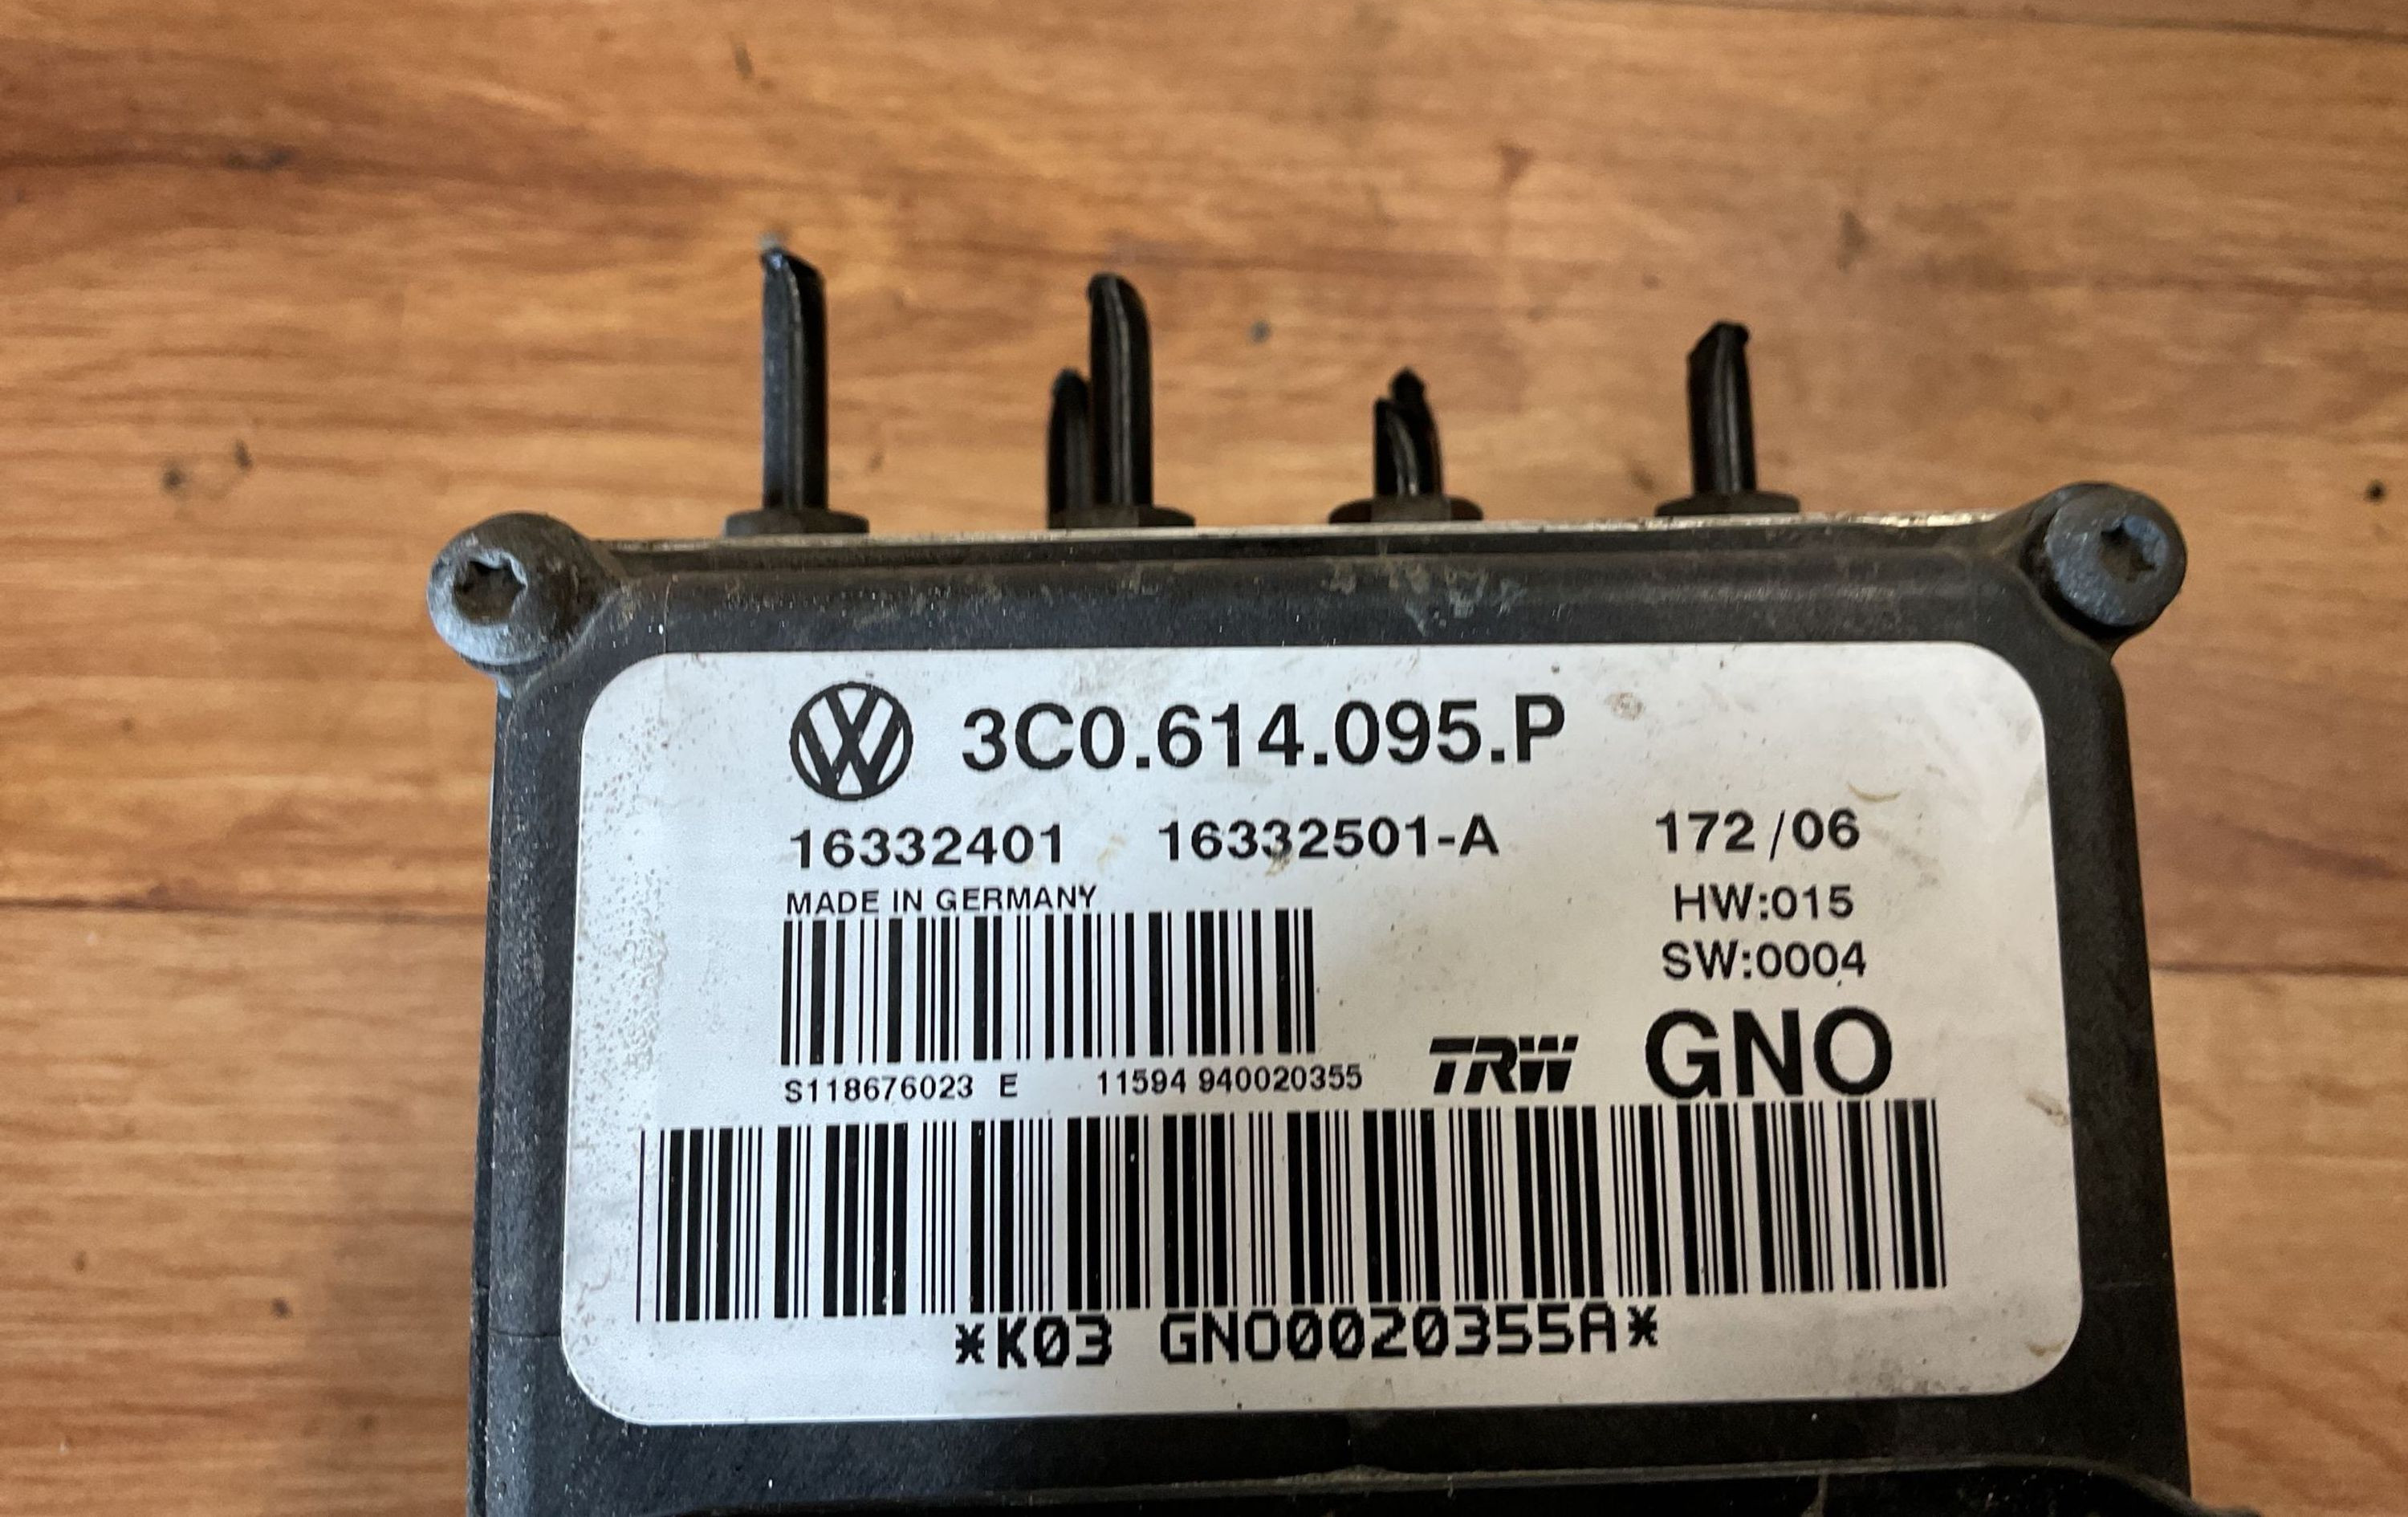 3C0.614.095.P
16332401 16332501-A 172/06
MADE IN GERMANY
HW:015
SW:0004
S118676023 E 11594 940020355
TRW GNO
*K03 GNO0020355A*